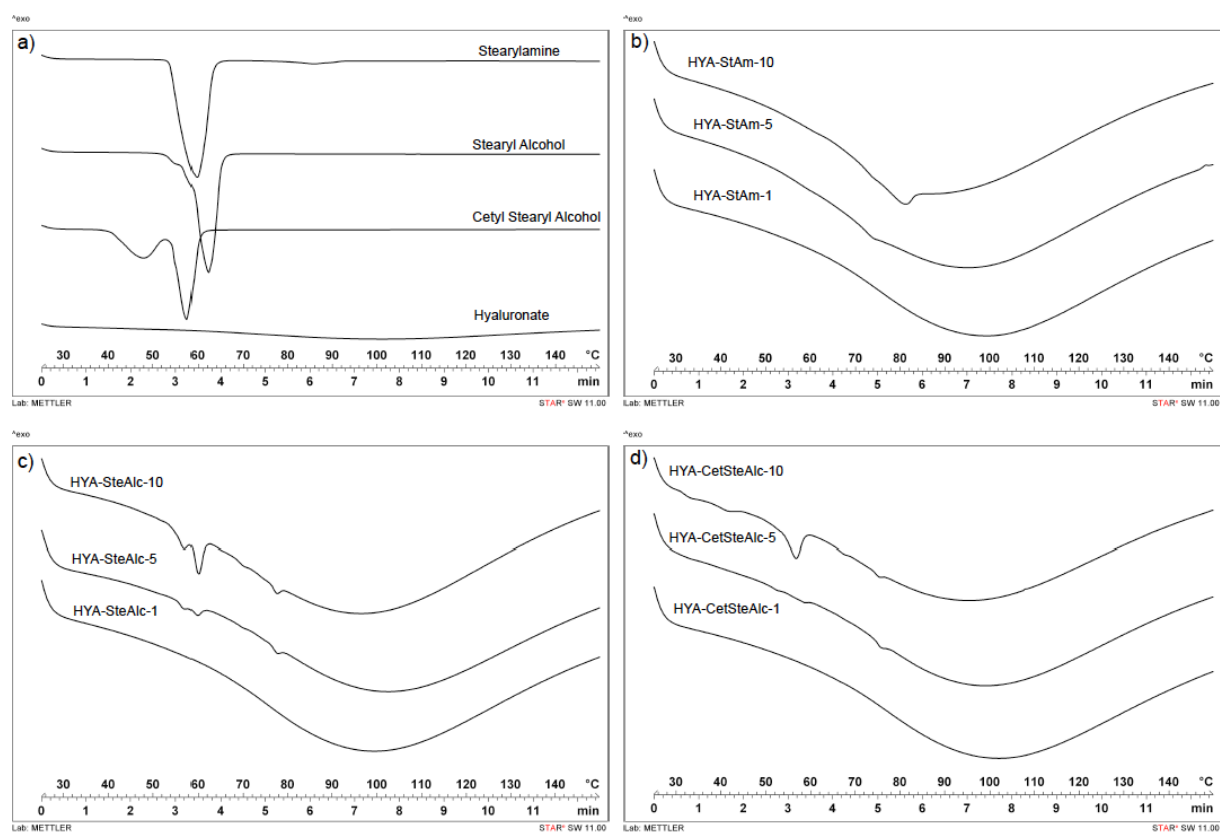 ^exo
a)
Stearylamine
Stearyl Alcohol
Cetyl Stearyl Alcohol
Hyaluronate
30 40 50 60 70 80 90 100 110 120 130 140 °C
0 1 2 3 4 5 6 7 8 9 10 11 min
Lab: METTLER STAR® SW 11.00
^exo
b)
HYA-StAm-10
HYA-StAm-5
HYA-StAm-1
30 40 50 60 70 80 90 100 110 120 130 140 °C
0 1 2 3 4 5 6 7 8 9 10 11 min
Lab: METTLER STAR® SW 11.00
^exo
c)
HYA-SteAlc-10
HYA-SteAlc-5
HYA-SteAlc-1
30 40 50 60 70 80 90 100 110 120 130 140 °C
0 1 2 3 4 5 6 7 8 9 10 11 min
Lab: METTLER STAR® SW 11.00
^exo
d)
HYA-CetSteAlc-10
HYA-CetSteAlc-5
HYA-CetSteAlc-1
30 40 50 60 70 80 90 100 110 120 130 140 °C
0 1 2 3 4 5 6 7 8 9 10 11 min
Lab: METTLER STAR® SW 11.00